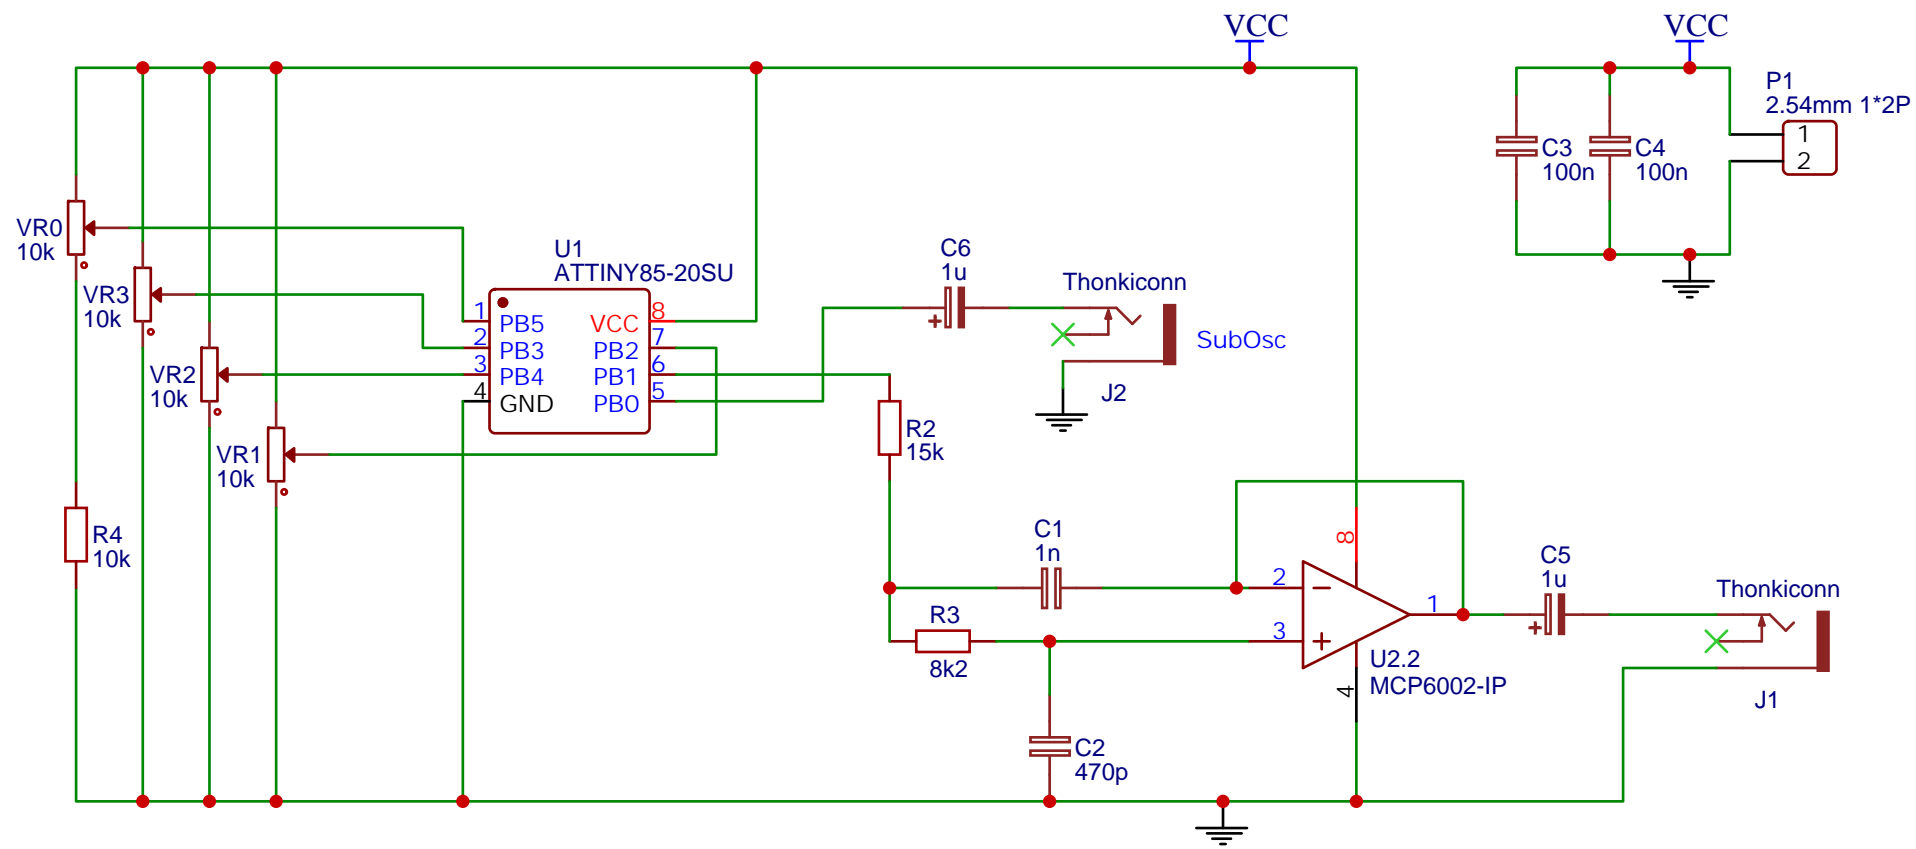 VCC
VCC
P1
2.54mm 1*2P
1
2
C3
100n
C4
100n
VR0
10k
VR3
10k
VR2
10k
VR1
10k
R4
10k
U1
ATTINY85-20SU
1
PB5
2
PB3
3
PB4
4
GND
VCC
8
PB2
7
PB1
6
PB0
5
C6
1u
+
Thonkiconn
SubOsc
J2
R2
15k
C1
1n
R3
8k2
C2
470p
8
2
3
1
4
U2.2
MCP6002-IP
C5
1u
+
Thonkiconn
J1